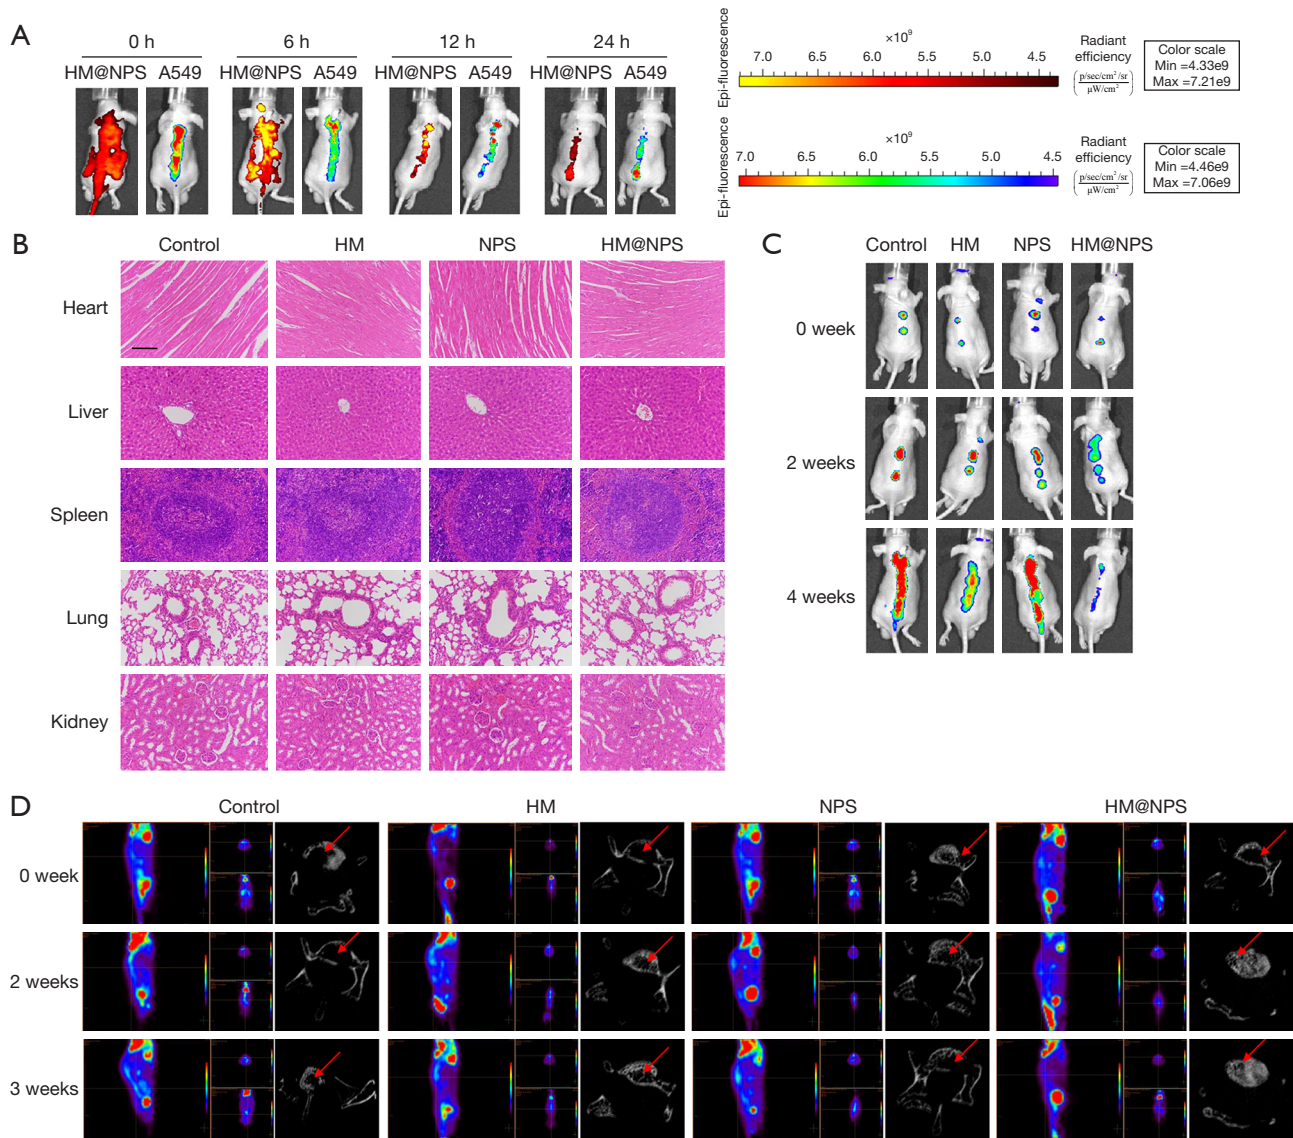 A
0 h
6 h
12 h
24 h
HM@NPS A549
HM@NPS A549
HM@NPS A549
HM@NPS A549
Epi-fluorescence
×10⁹
7.0 6.5 6.0 5.5 5.0 4.5
Radiant
efficiency
(p/sec/cm²/sr
μW/cm²)
Color scale
Min =4.33e9
Max =7.21e9
Epi-fluorescence
×10⁹
7.0 6.5 6.0 5.5 5.0 4.5
Radiant
efficiency
(p/sec/cm²/sr
μW/cm²)
Color scale
Min =4.46e9
Max =7.06e9
B
Control HM NPS HM@NPS
Heart
Liver
Spleen
Lung
Kidney
C
Control HM NPS HM@NPS
0 week
2 weeks
4 weeks
D
Control HM NPS HM@NPS
0 week
2 weeks
3 weeks